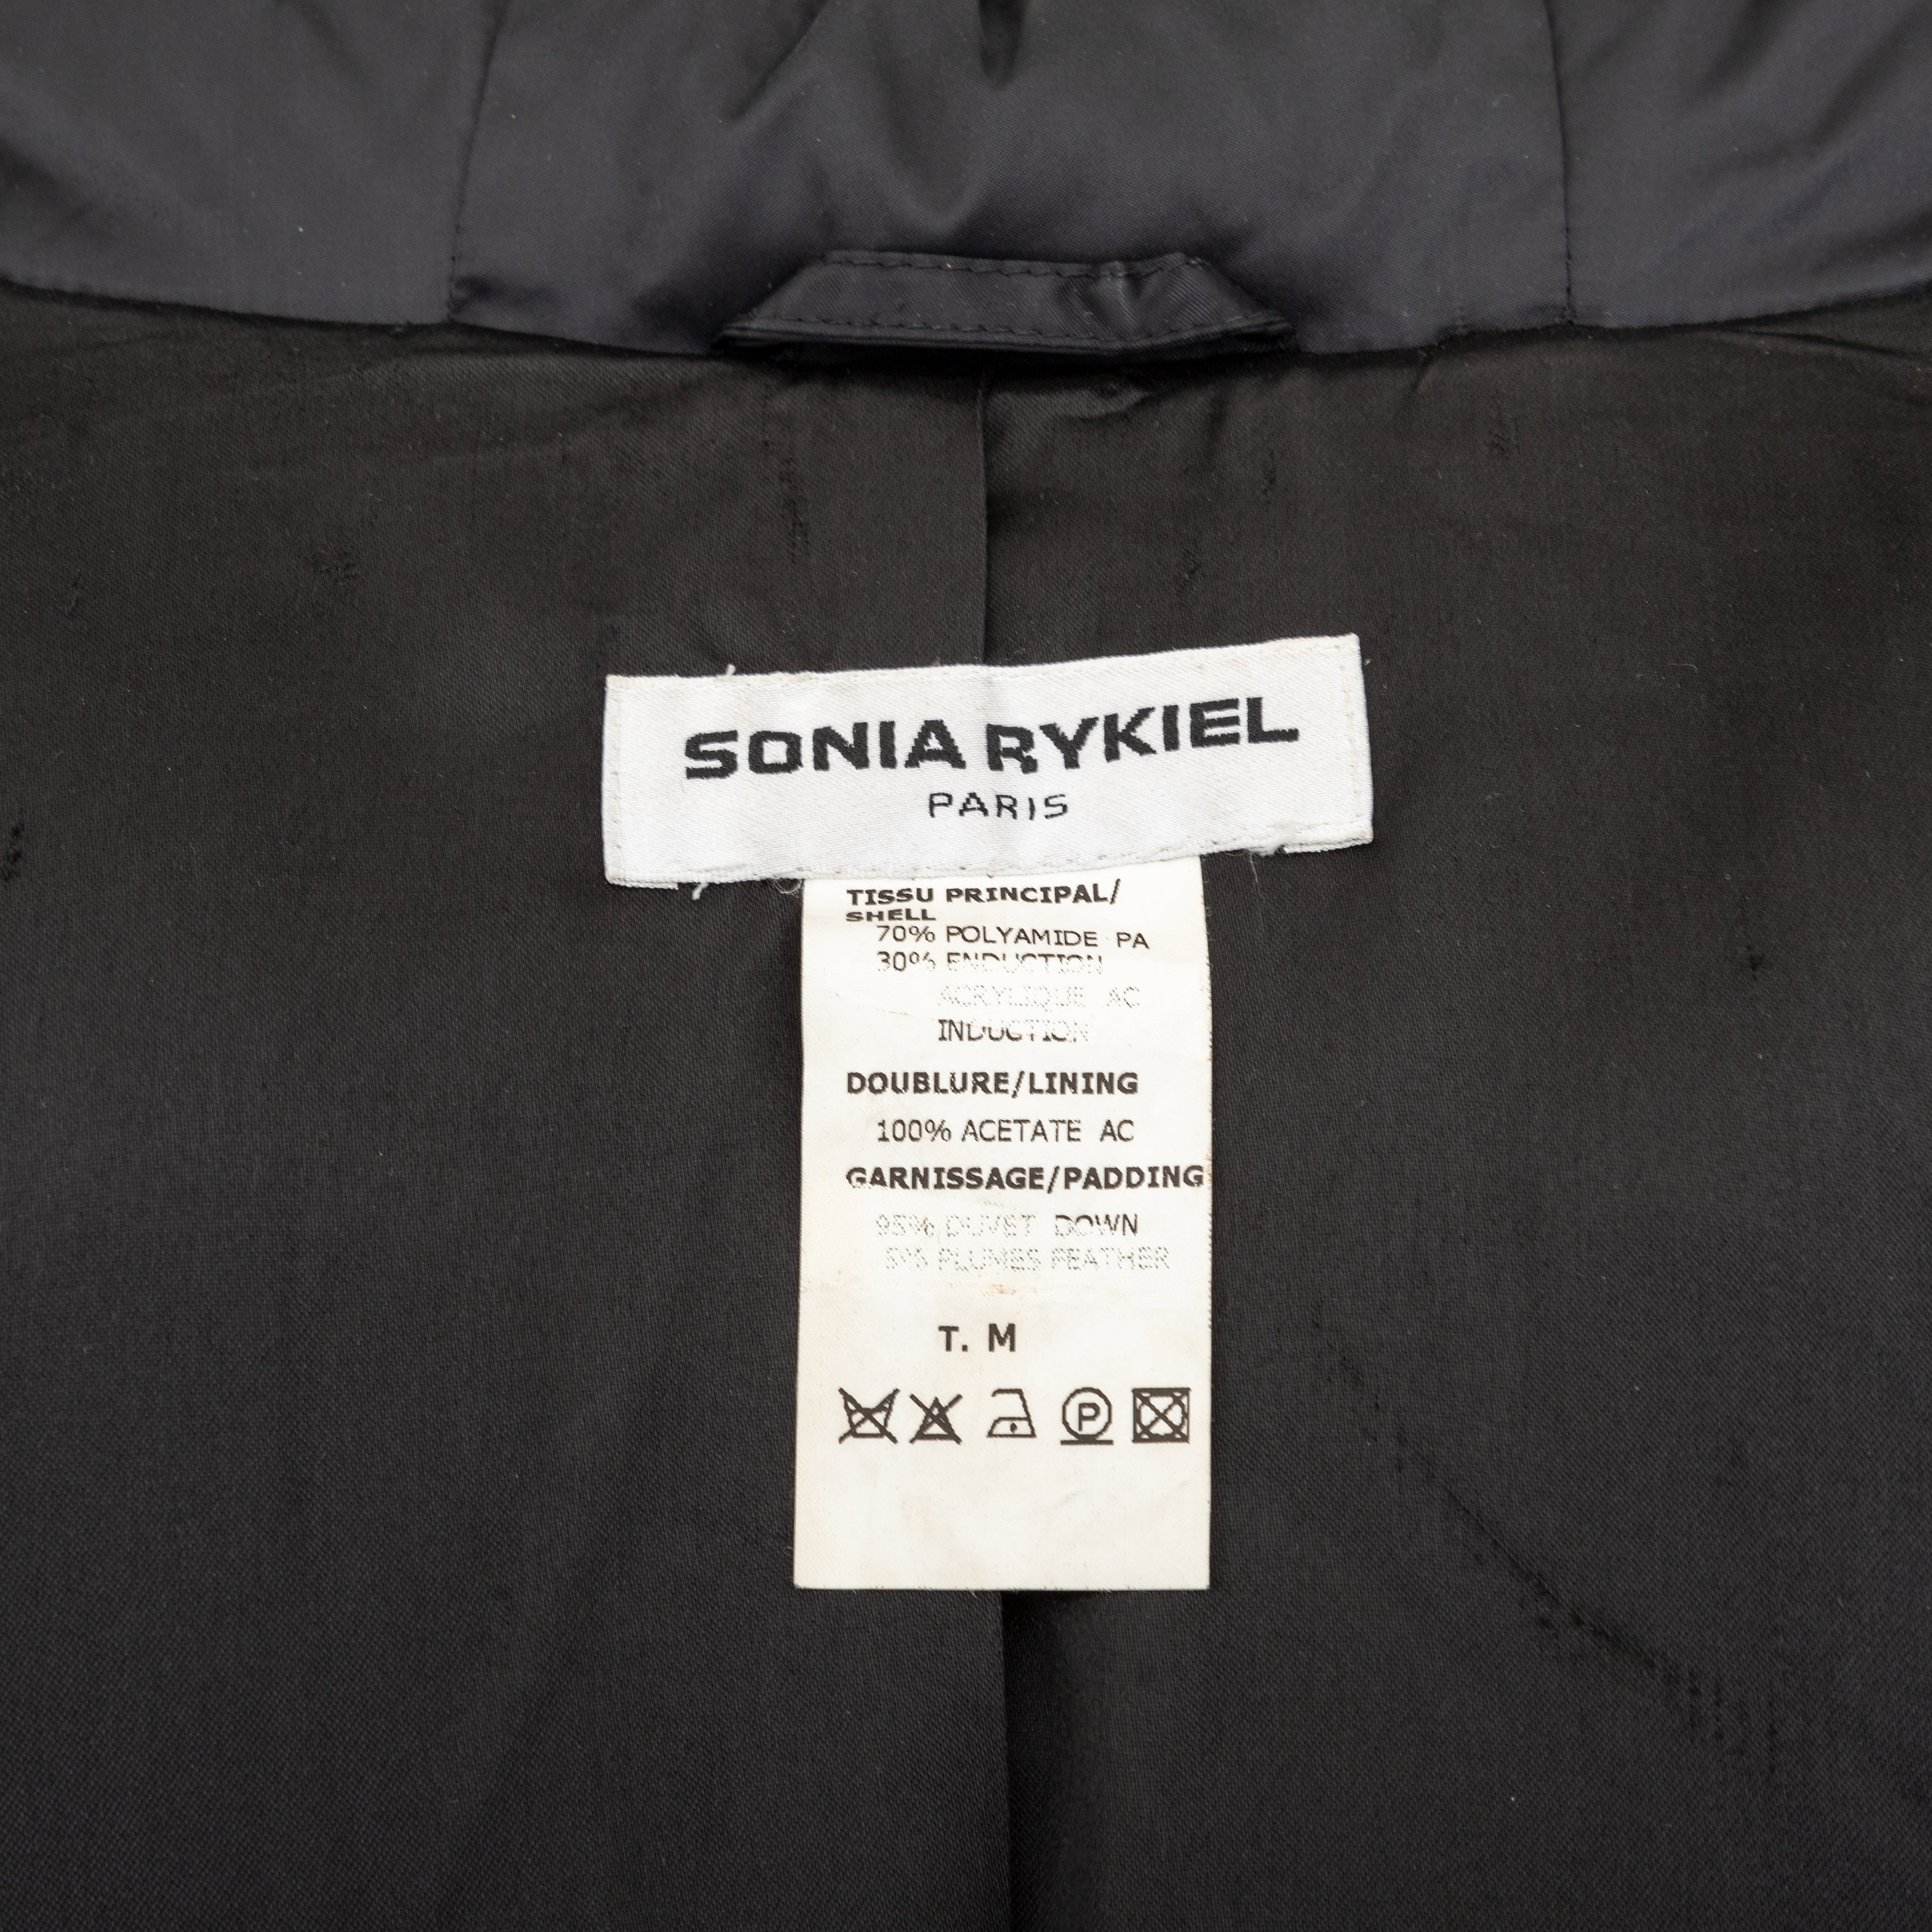 SONIA RYKIEL
PARIS
TISSU PRINCIPAL/
SHELL
70% POLYAMIDE PA
30% ENDUCTION
ACRYLIQUE AC
INDUCTION
DOUBLURE/LINING
100% ACETATE AC
GARNISSAGE/PADDING
95% DUVET DOWN
5% PLUMES FEATHER
T. M
P